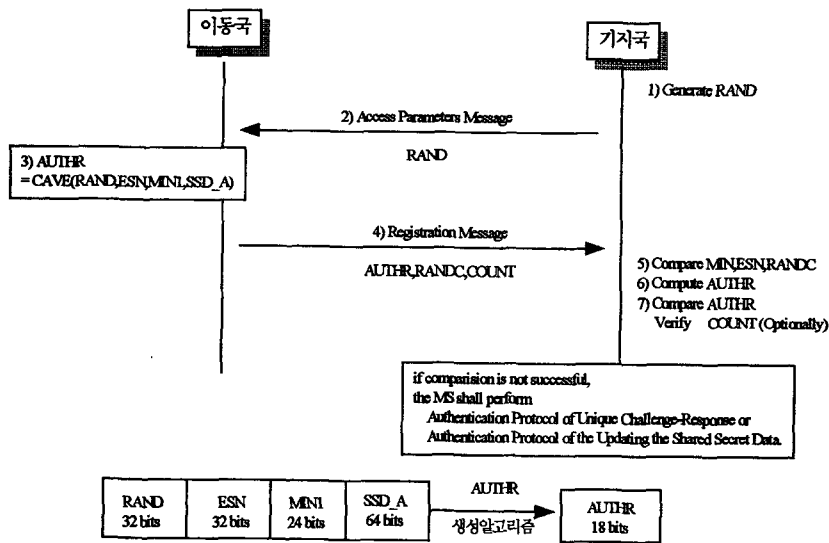 이동국
기지국
1) Generate RAND
2) Access Parameters Message
RAND
3) AUTHR
= CAVE(RAND,ESN,MIN1,SSD_A)
4) Registration Message
AUTHR,RANDC,COUNT
5) Compare MIN,ESN,RANDC
6) Compute AUTHR
7) Compare AUTHR
Verify COUNT (Optionally)
if comparision is not successful,
the MS shall perform
Authentication Protocol of Unique Challenge-Response or
Authentication Protocol of the Updating the Shared Secret Data.
RAND
32 bits
ESN
32 bits
MIN1
24 bits
SSD_A
64 bits
AUTHR
생성알고리즘
AUTHR
18 bits